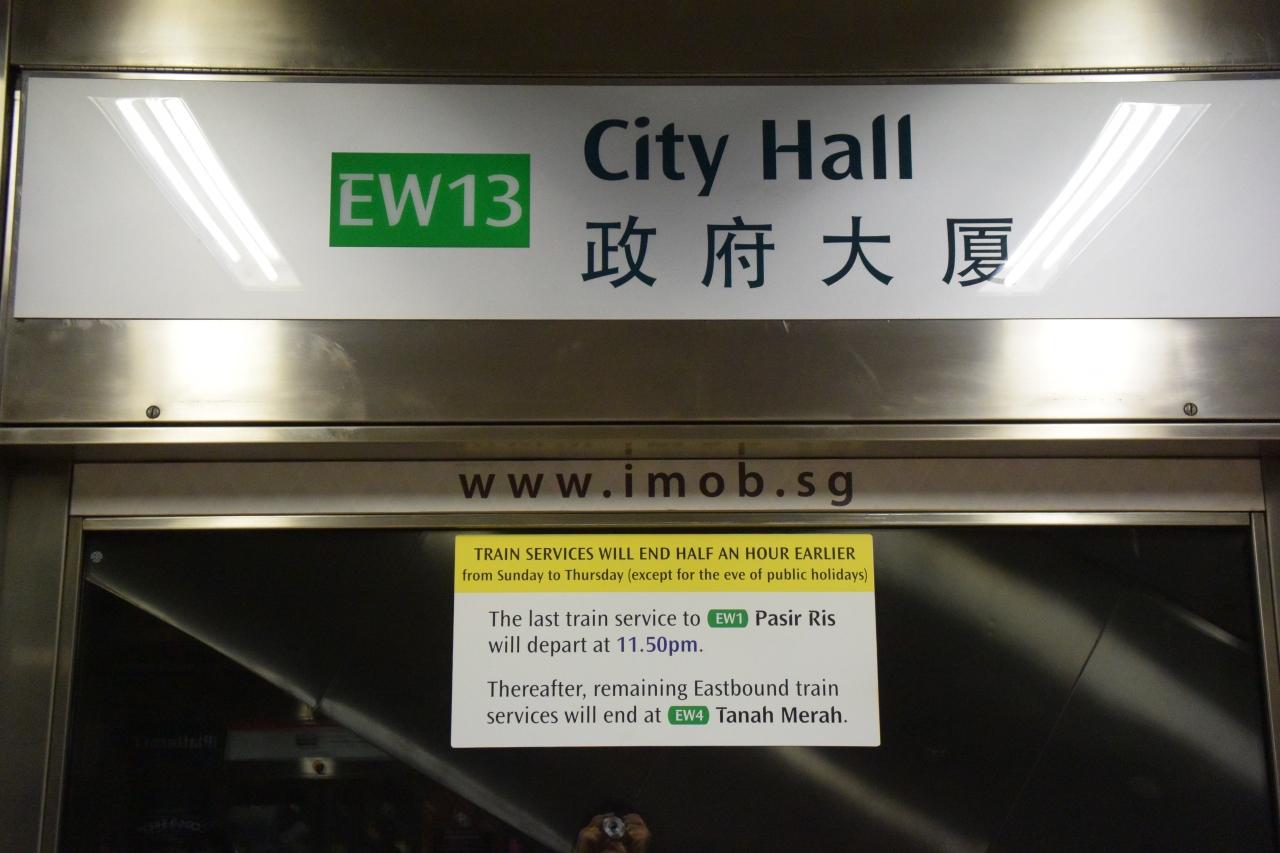 EW13
City Hall
政府大厦
www.imob.sg
TRAIN SERVICES WILL END HALF AN HOUR EARLIER
from Sunday to Thursday (except for the eve of public holidays)
The last train service to EW1 Pasir Ris
will depart at 11.50pm.
Thereafter, remaining Eastbound train
services will end at EW4 Tanah Merah.